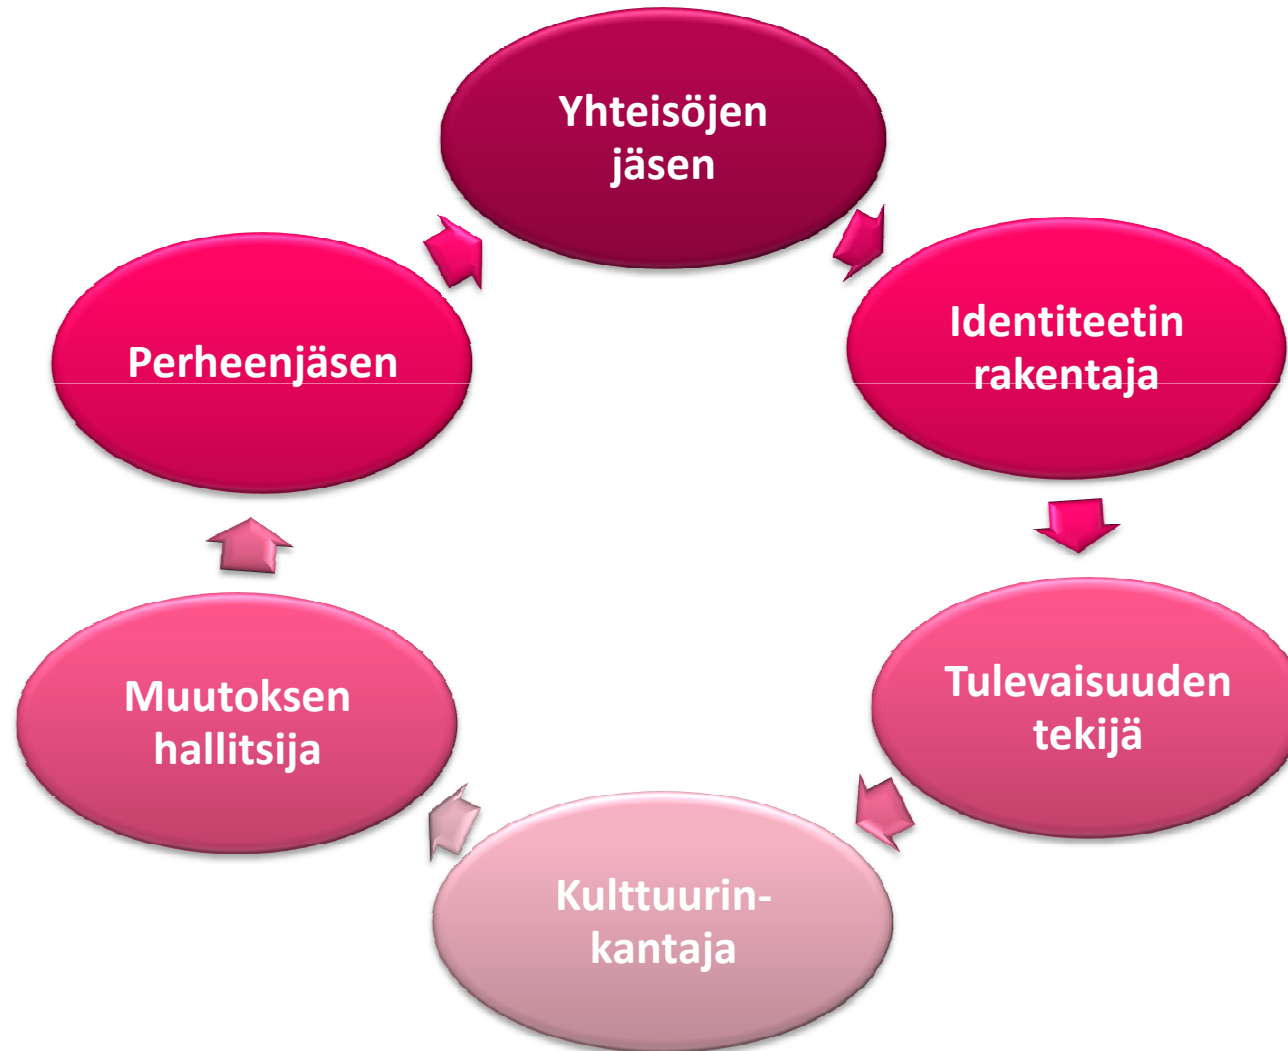 Yhteisöjen
jäsen
Identiteetin
rakentaja
Tulevaisuuden
tekijä
Kulttuurin-
kantaja
Muutoksen
hallitsija
Perheenjäsen